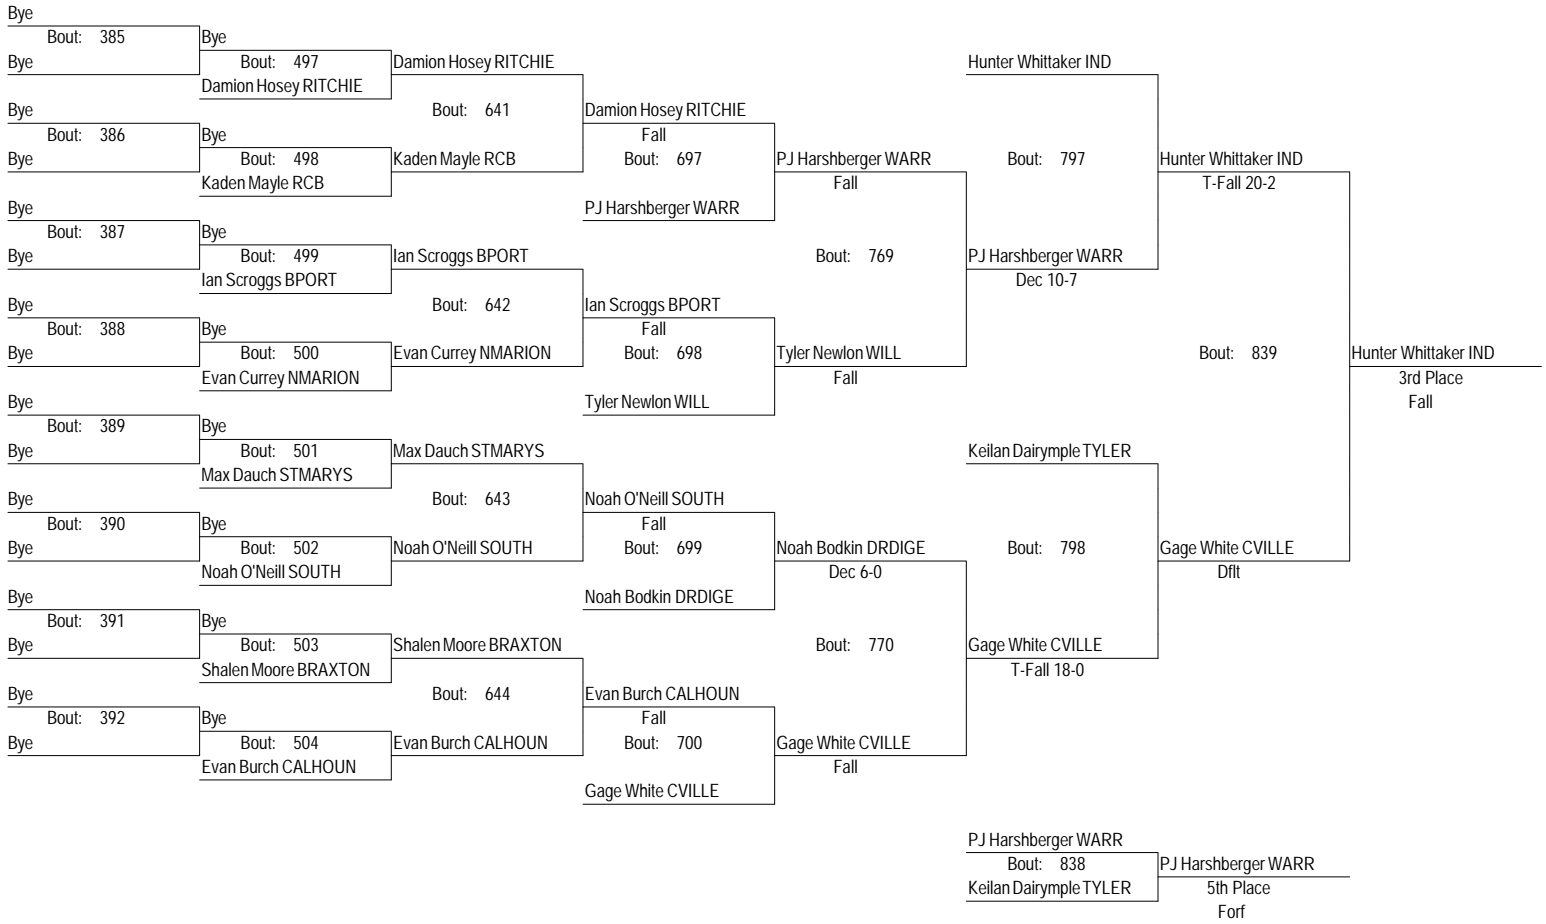 Bye
Bout: 385 Bye
Bye Bout: 497 Damion Hosey RITCHIE Hunter Whittaker IND
Damion Hosey RITCHIE
Bye Bout: 641 Damion Hosey RITCHIE
Bout: 386 Bye Fall
Bye Bout: 498 Kaden Mayle RCB Bout: 697 PJ Harshberger WARR Bout: 797 Hunter Whittaker IND
Kaden Mayle RCB Fall T-Fall 20-2
Bye PJ Harshberger WARR
Bout: 387 Bye
Bye Bout: 499 Ian Scroggs BPORT Bout: 769 PJ Harshberger WARR
Ian Scroggs BPORT Dec 10-7
Bye Bout: 642 Ian Scroggs BPORT
Bout: 388 Bye Fall
Bye Bout: 500 Evan Currey NMARION Bout: 698 Tyler Newlon WILL Bout: 839 Hunter Whittaker IND
Evan Currey NMARION Fall 3rd Place
Bye Tyler Newlon WILL Fall
Bout: 389 Bye
Bye Bout: 501 Max Dauch STMARYS Keilan Dairymple TYLER
Max Dauch STMARYS
Bye Bout: 643 Noah O'Neill SOUTH
Bout: 390 Bye Fall
Bye Bout: 502 Noah O'Neill SOUTH Bout: 699 Noah Bodkin DRDIGE Bout: 798 Gage White CVILLE
Noah O'Neill SOUTH Dec 6-0 Dflt
Bye Noah Bodkin DRDIGE
Bout: 391 Bye
Bye Bout: 503 Shalen Moore BRAXTON Bout: 770 Gage White CVILLE
Shalen Moore BRAXTON T-Fall 18-0
Bye Bout: 644 Evan Burch CALHOUN
Bout: 392 Bye Fall
Bye Bout: 504 Evan Burch CALHOUN Bout: 700 Gage White CVILLE
Evan Burch CALHOUN Fall
Gage White CVILLE
PJ Harshberger WARR
Bout: 838 PJ Harshberger WARR
Keilan Dairymple TYLER 5th Place
Forf